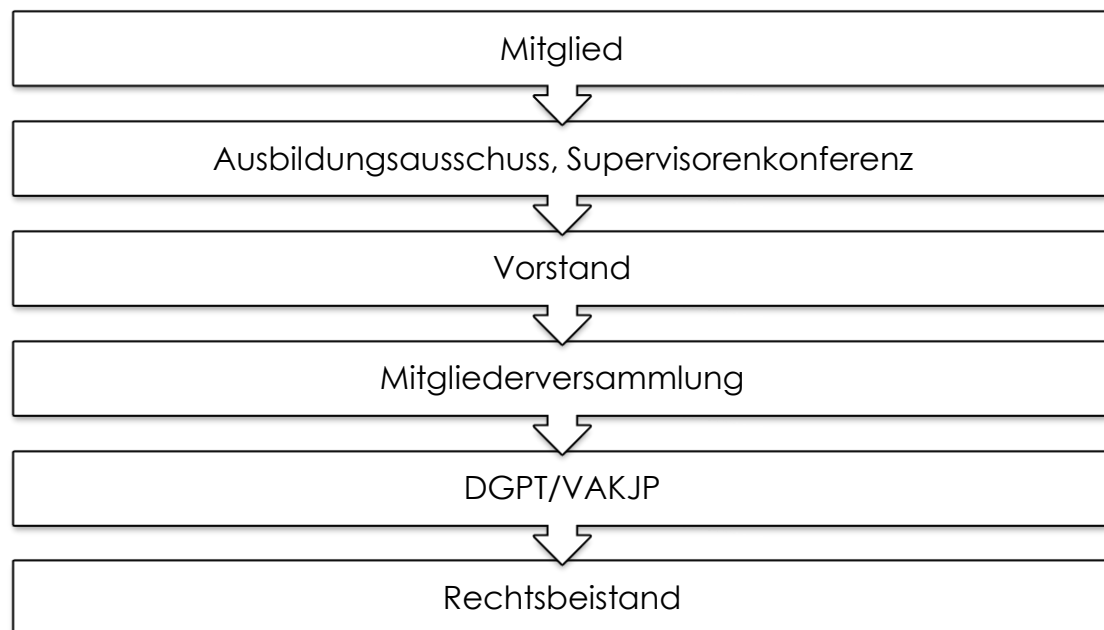 Mitglied
Ausbildungsausschuss, Supervisorenkonferenz
Vorstand
Mitgliederversammlung
DGPT/VAKJP
Rechtsbeistand